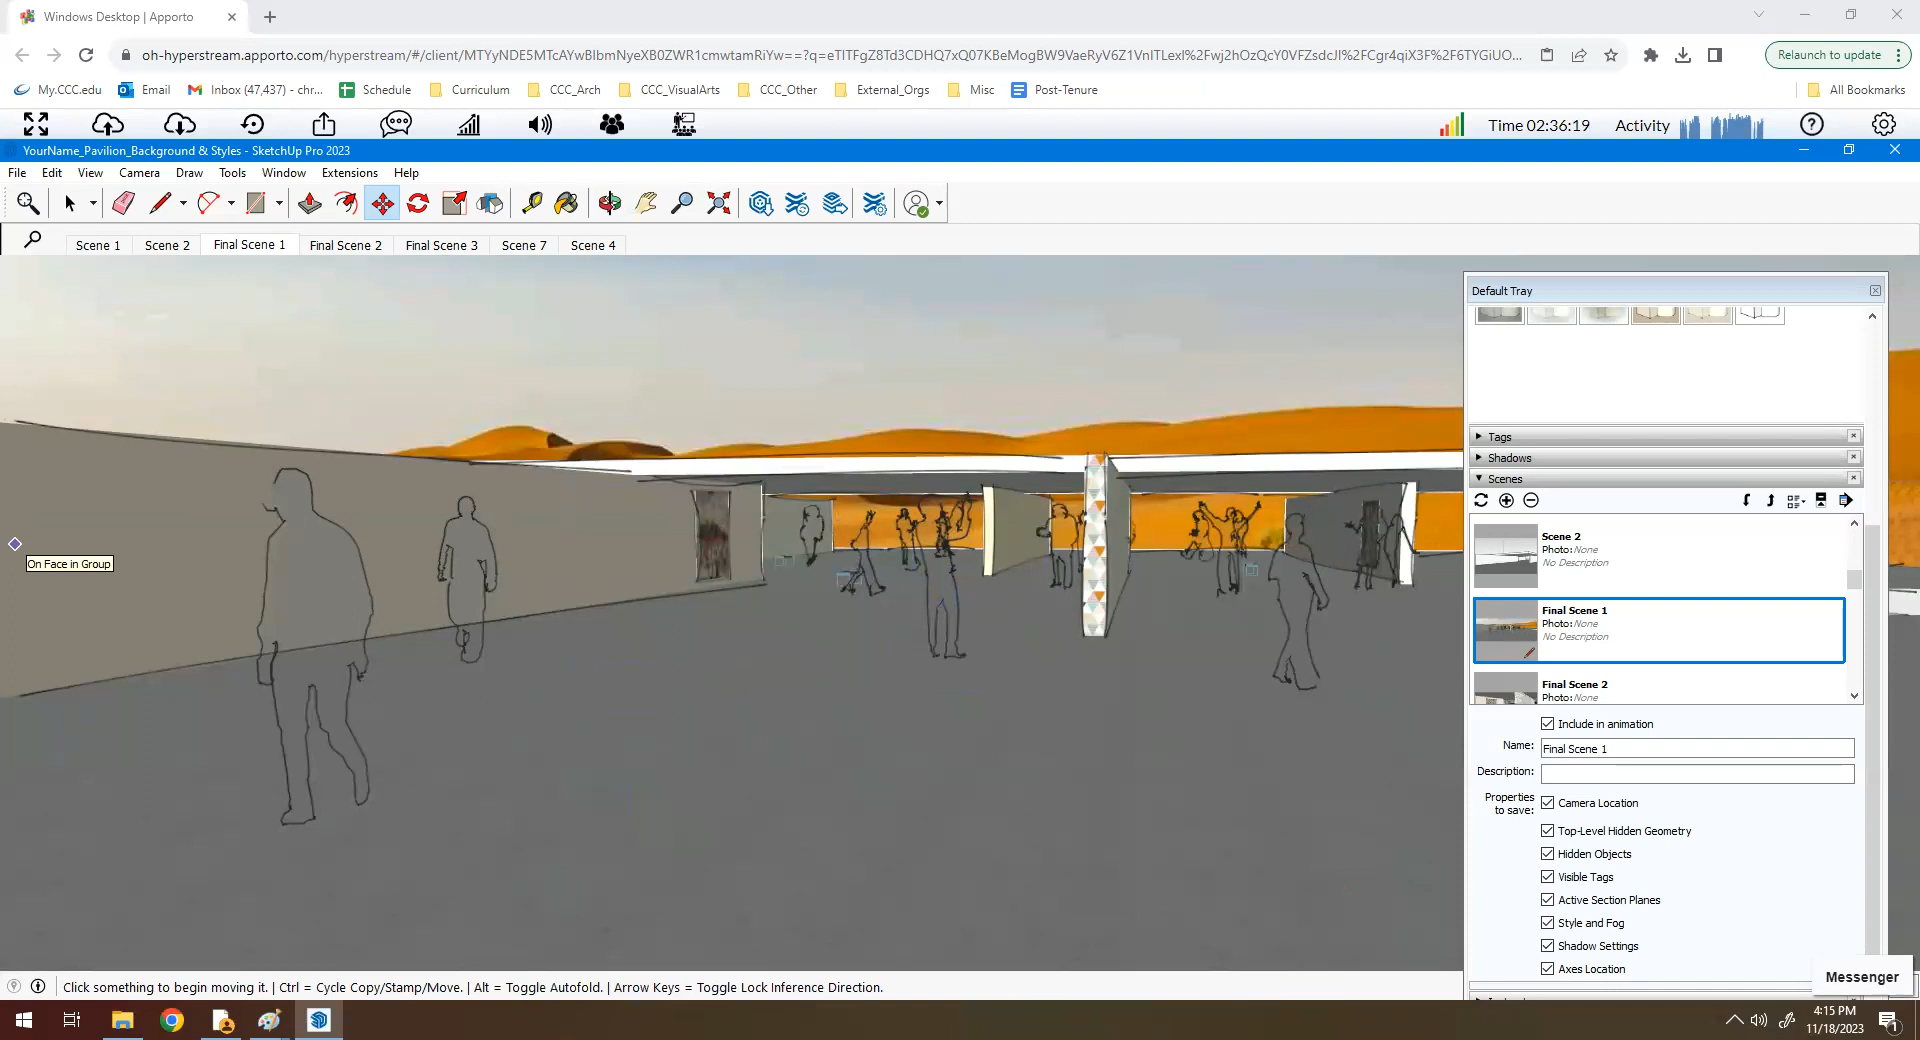 Windows Desktop | Apporto
oh-hyperstream.apporto.com/hyperstream/#/client/
Relaunch to update
My.CCC.edu
Email
Inbox (47,437) - chr...
Schedule
Curriculum
CCC_Arch
CCC_VisualArts
CCC_Other
External_Orgs
Misc
Post-Tenure
All Bookmarks
Time 02:36:19
Activity
YourName_Pavilion_Background & Styles - SketchUp Pro 2023
File Edit View Camera Draw Tools Window Extensions Help
Scene 1
Scene 2
Final Scene 1
Final Scene 2
Final Scene 3
Scene 7
Scene 4
Default Tray
Tags
Shadows
Scenes
Scene 2
Photo: None
No Description
Final Scene 1
Photo: None
No Description
Final Scene 2
Photo: None
Include in animation
Name: Final Scene 1
Description:
Properties to save:
Camera Location
Top-Level Hidden Geometry
Hidden Objects
Visible Tags
Active Section Planes
Style and Fog
Shadow Settings
Axes Location
On Face in Group
Messenger
Click something to begin moving it. | Ctrl = Cycle Copy/Stamp/Move. | Alt = Toggle Autofold. | Arrow Keys = Toggle Lock Inference Direction.
4:15 PM
11/18/2023
1